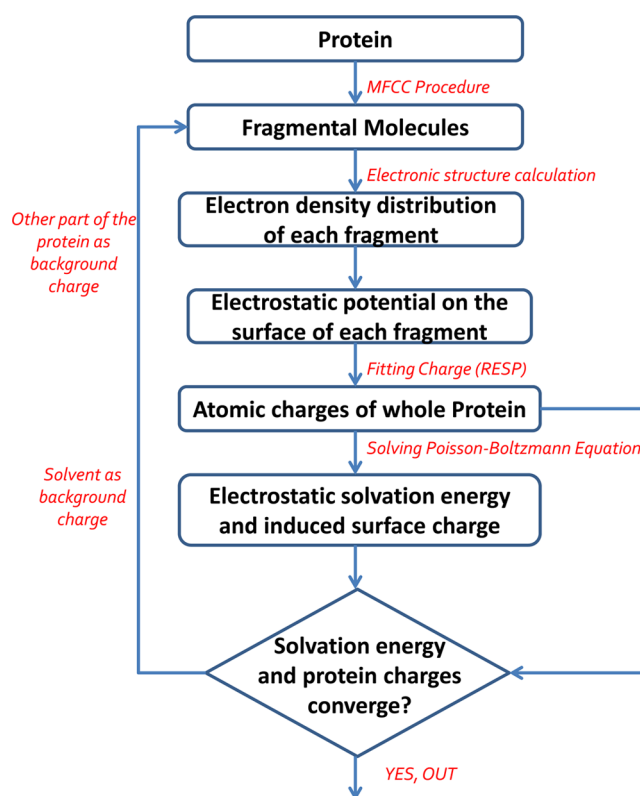 Protein
MFCC Procedure
Fragmental Molecules
Electronic structure calculation
Electron density distribution
of each fragment
Other part of the
protein as
background
charge
Electrostatic potential on the
surface of each fragment
Fitting Charge (RESP)
Atomic charges of whole Protein
Solving Poisson-Boltzmann Equation
Solvent as
background
charge
Electrostatic solvation energy
and induced surface charge
Solvation energy
and protein charges
converge?
YES, OUT